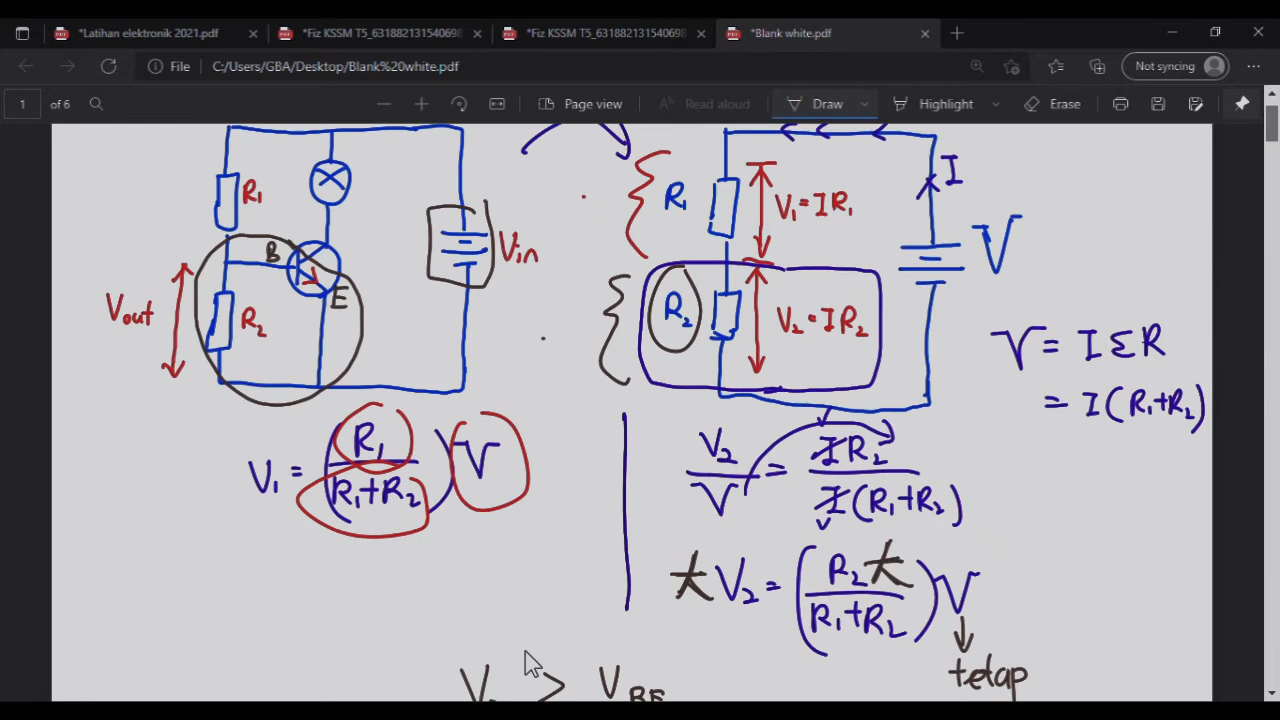 *Latihan elektronik 2021.pdf
*Fiz KSSM T5_631882131540698
*Fiz KSSM T5_631882131540698
*Blank white.pdf
File
C:/Users/GBA/Desktop/Blank%20white.pdf
Not syncing
1 of 6
Page view
Read aloud
Draw
Highlight
Erase
R₁
B
E
Vin
Vout
R₂
R₁
V₁ = IR₁
I
V
R₂
V₂ = IR₂
V = IΣR
= I(R₁+R₂)
V₁ = (R₁/(R₁+R₂)) V
V₂/V = IR₂/I(R₁+R₂)
V₂ = (R₂/(R₁+R₂)) V
tetap
> V BE